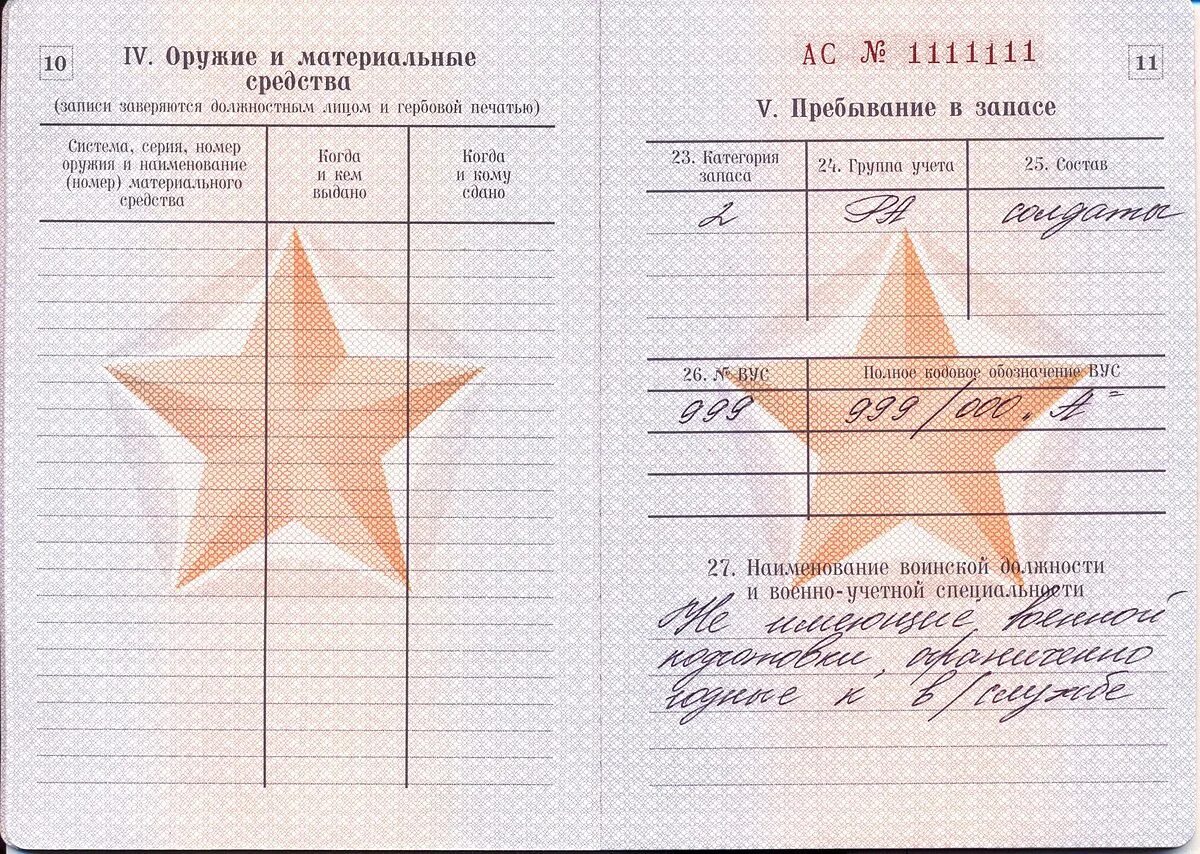 10
IV. Оружие и материальные
средства
(записи заверяются должностным лицом и гербовой печатью)
Система, серия, номер
оружия и наименование
(номер) материального
средства
Когда
и кем
выдано
Когда
и кому
сдано
АС № 1111111
11
V. Пребывание в запасе
23. Категория
запаса
24. Группа учета
25. Состав
2
РА
солдаты
26. № ВУС
Полное кодовое обозначение ВУС
999
999/000 „А"
27. Наименование воинской должности
и военно-учетной специальности
Не имеющие военной
подготовки, ограниченно
годные к в/службе